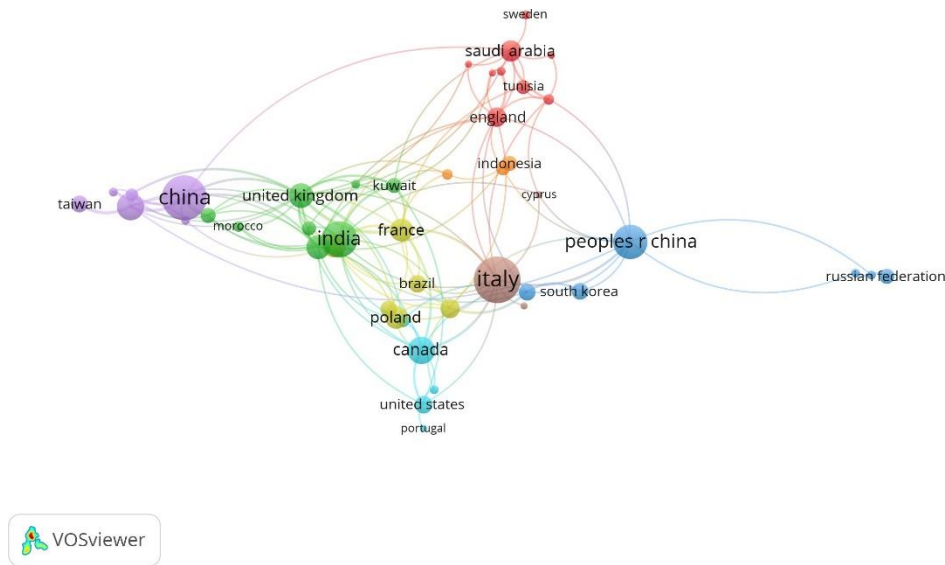 sweden
saudi arabia
tunisia
england
indonesia
kuwait
cyprus
united kingdom
china
taiwan
morocco
india
france
peoples r china
italy
brazil
south korea
russian federation
poland
canada
united states
portugal
VOSviewer